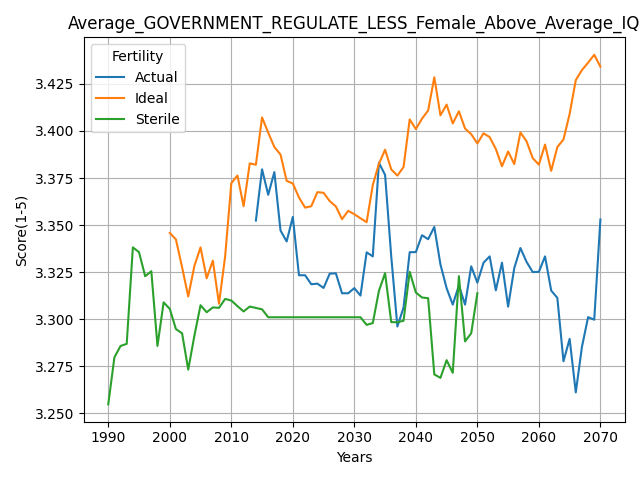 Average_GOVERNMENT_REGULATE_LESS_Female_Above_Average_IQ
Fertility
Actual
Ideal
Sterile
Score(1-5)
3.425
3.400
3.375
3.350
3.325
3.300
3.275
3.250
1990 2000 2010 2020 2030 2040 2050 2060 2070
Years